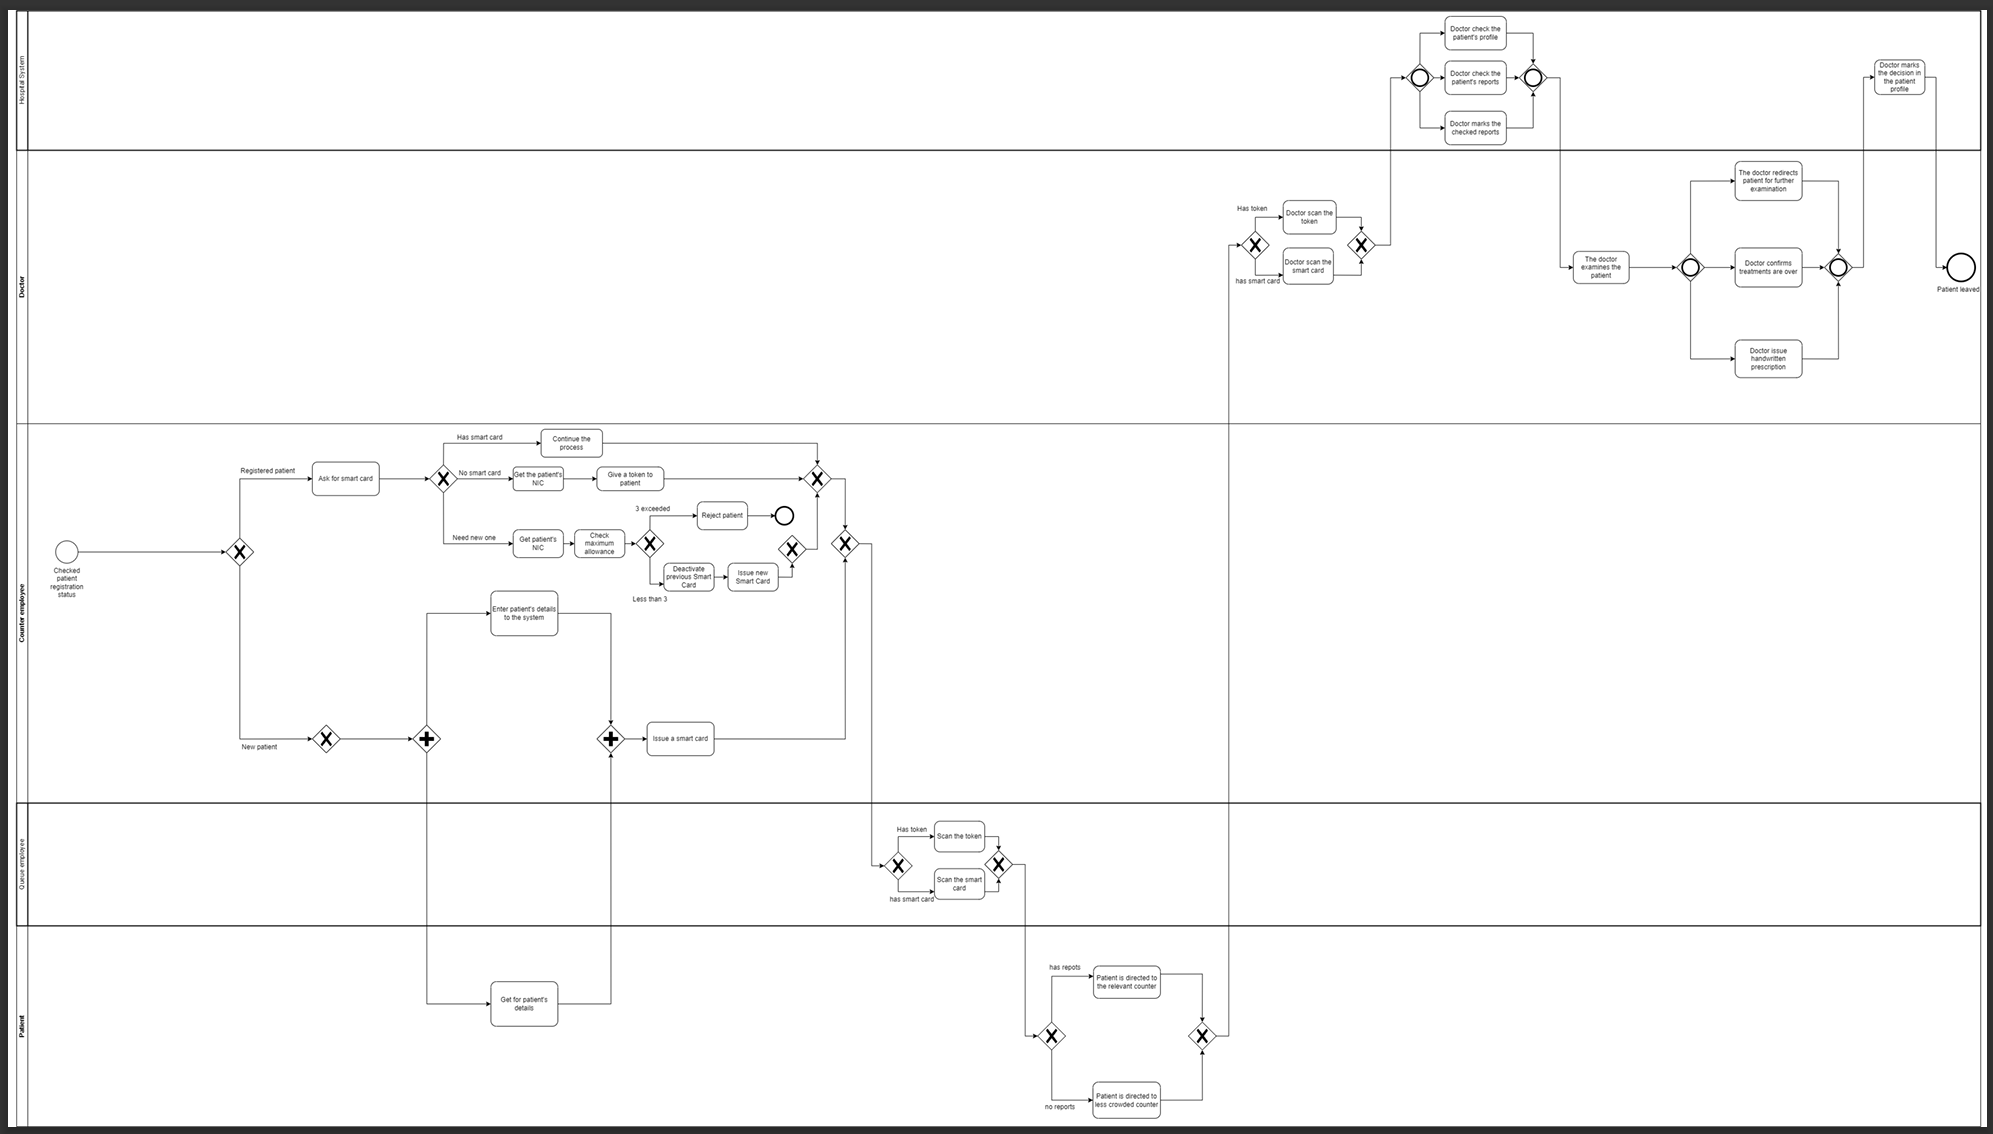 Hospital System
Doctor check the
patient's profile
Doctor check the
patient's reports
Doctor marks the
checked reports
Doctor marks
the decision in
the patient
profile
Doctor
Has token
Doctor scan the
token
Doctor scan the
smart card
has smart card
The doctor
examines the
patient
The doctor redirects
patient for further
examination
Doctor confirms
treatments are over
Doctor issue
handwritten
prescription
Patient leaved
Counter employee
Checked
patient
registration
status
Registered patient
Ask for smart card
Has smart card
Continue the
process
No smart card
Get the patient's
NIC
Give a token to
patient
Need new one
Get patient's
NIC
Check
maximum
allowance
3 exceeded
Reject patient
Deactivate
previous Smart
Card
Issue new
Smart Card
Less than 3
Enter patient's details
to the system
New patient
Issue a smart card
Queue employee
Has token
Scan the token
Scan the smart
card
has smart card
Patient
Get for patient's
details
has repots
Patient is directed to
the relevant counter
no reports
Patient is directed to
less crowded counter